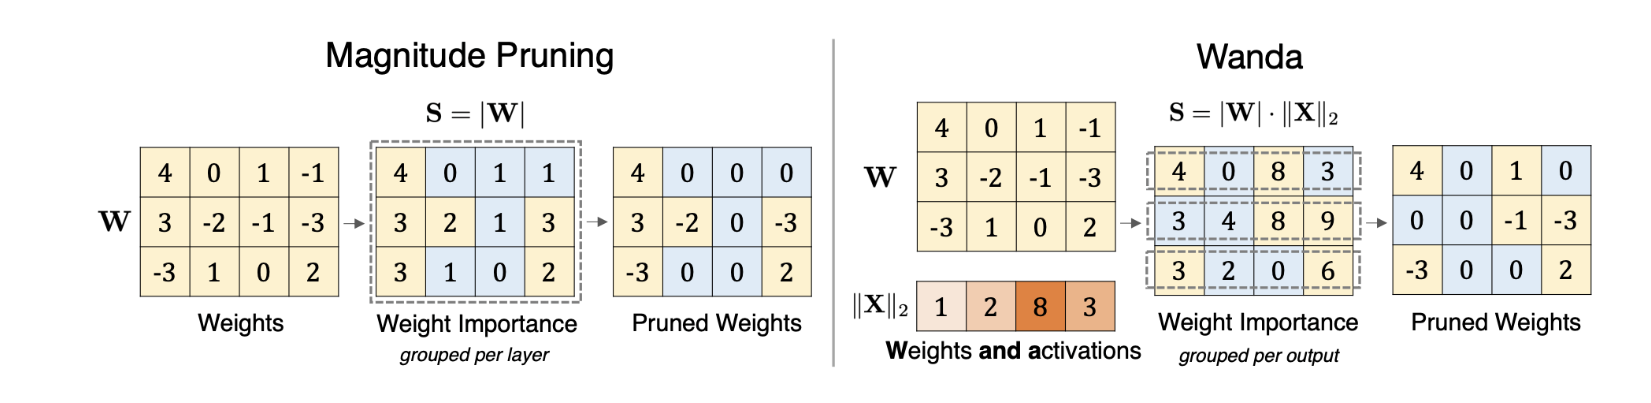 Magnitude Pruning
S = |W|
W
4 0 1 -1
3 -2 -1 -3
-3 1 0 2
Weights
4 0 1 1
3 2 1 3
3 1 0 2
Weight Importance
grouped per layer
4 0 0 0
3 -2 0 -3
-3 0 0 2
Pruned Weights
Wanda
W
4 0 1 -1
3 -2 -1 -3
-3 1 0 2
‖X‖₂
1 2 8 3
Weights and activations
S = |W| · ‖X‖₂
4 0 8 3
3 4 8 9
3 2 0 6
Weight Importance
grouped per output
4 0 1 0
0 0 -1 -3
-3 0 0 2
Pruned Weights